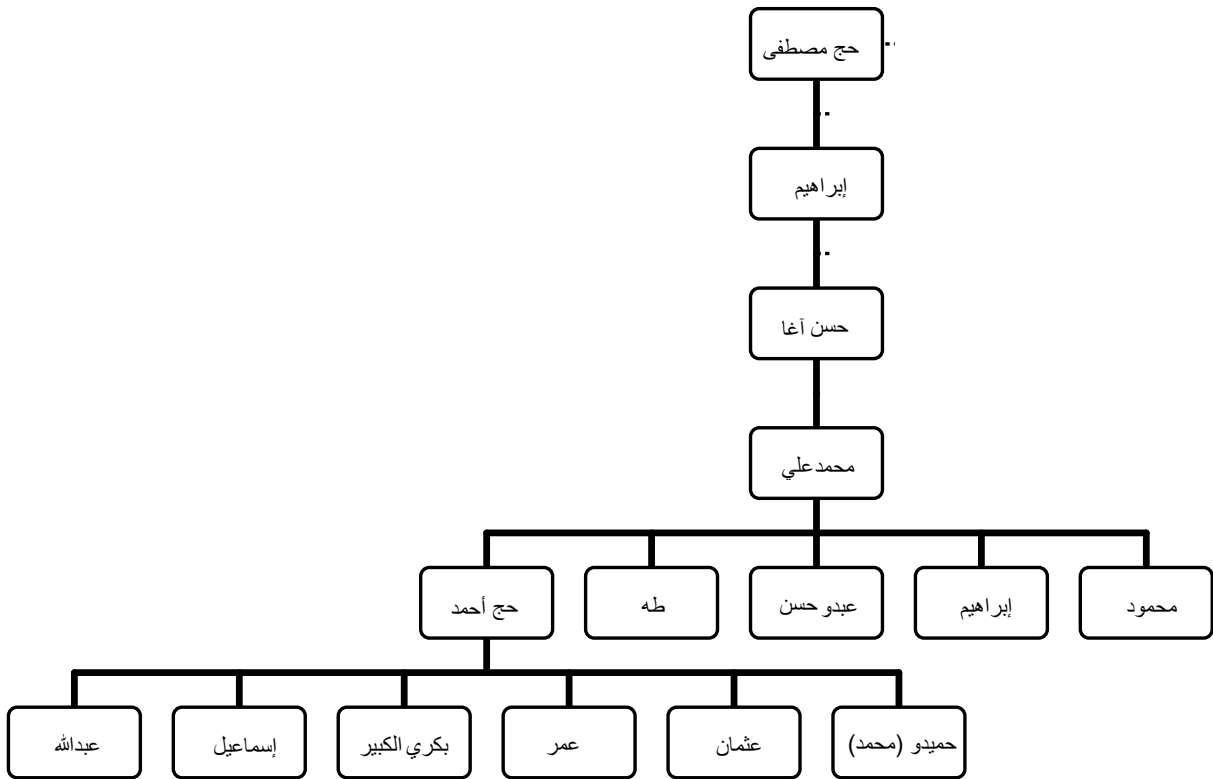 حج مصطفى
إبراهيم
حسن آغا
محمدعلي
محمود
إبراهيم
عبدو حسن
طه
حج أحمد
حميدو (محمد)
عثمان
عمر
بكري الكبير
إسماعيل
عبدالله